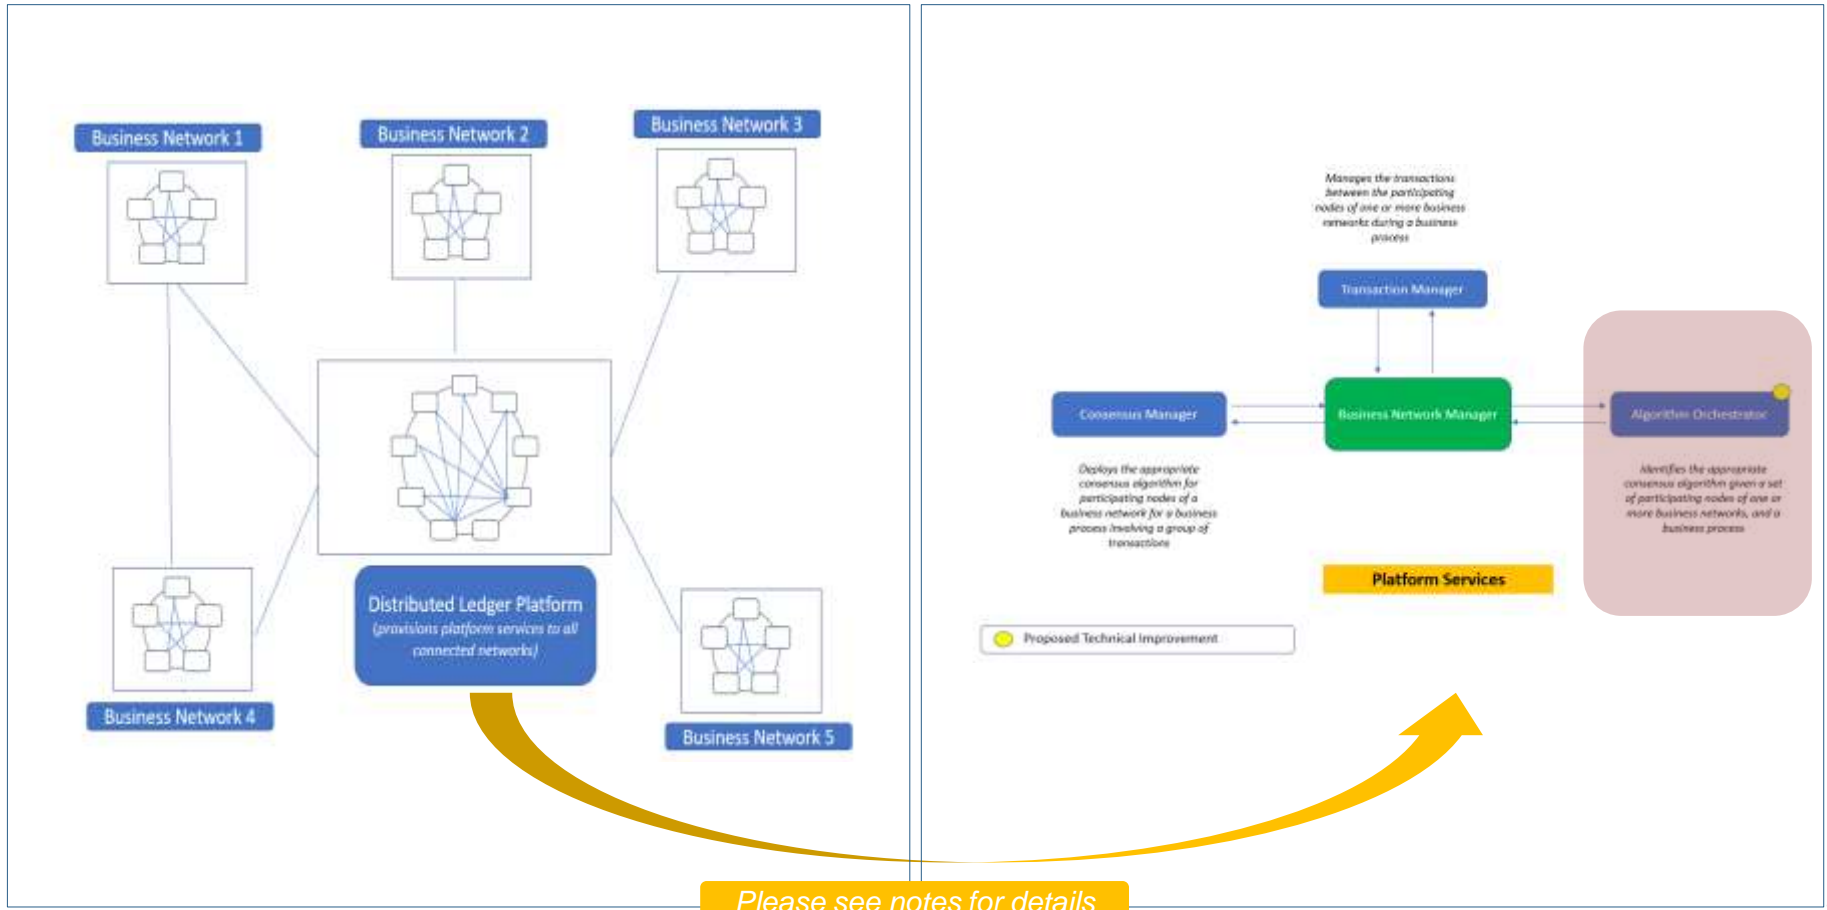 Business Network 1
Business Network 2
Business Network 3
Distributed Ledger Platform
(provisions platform services to all
connected networks)
Business Network 4
Business Network 5
Manages the transactions
between the participating
nodes of one or more business
networks during a business
process
Transaction Manager
Consensus Manager
Business Network Manager
Algorithm Orchestrator
Deploys the appropriate
consensus algorithm for
participating nodes of a
business network for a business
process involving a group of
transactions
Identifies the appropriate
consensus algorithm given a set
of participating nodes of one or
more business networks, and a
business process
Platform Services
Proposed Technical Improvement
Please see notes for details